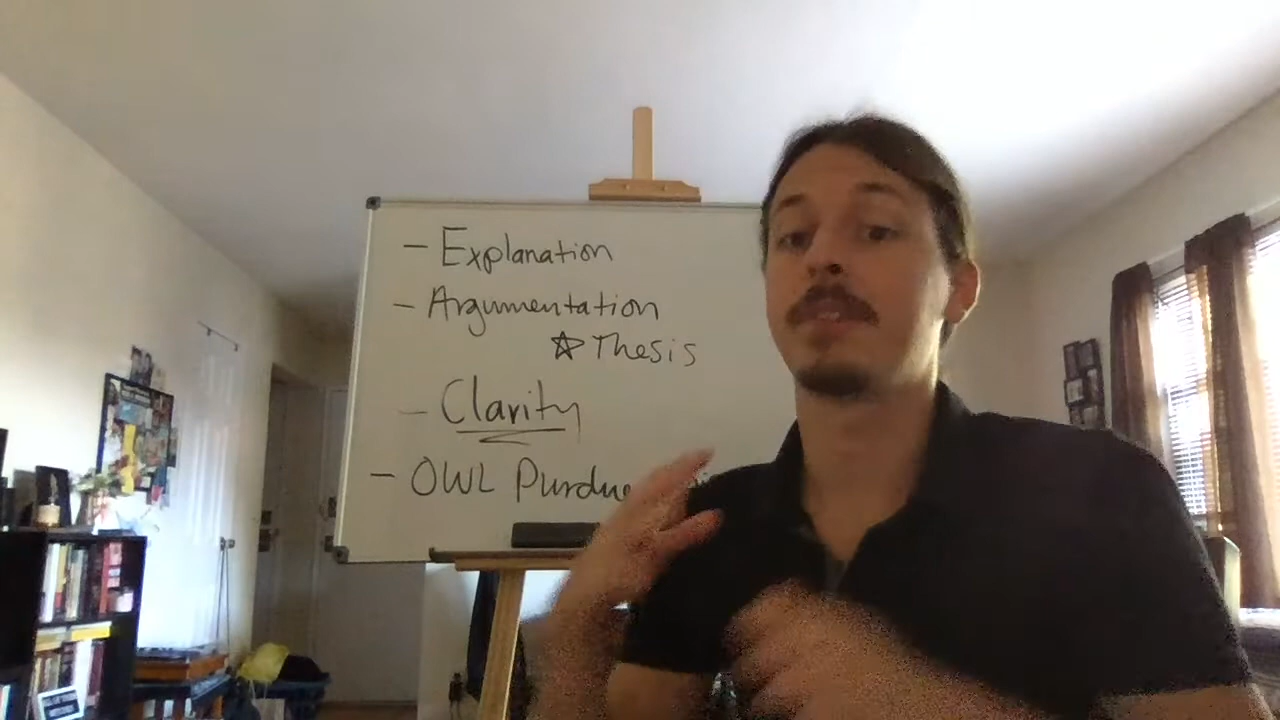 - Explanation
- Argumentation
☆ Thesis
- Clarity
- OWL Purdue